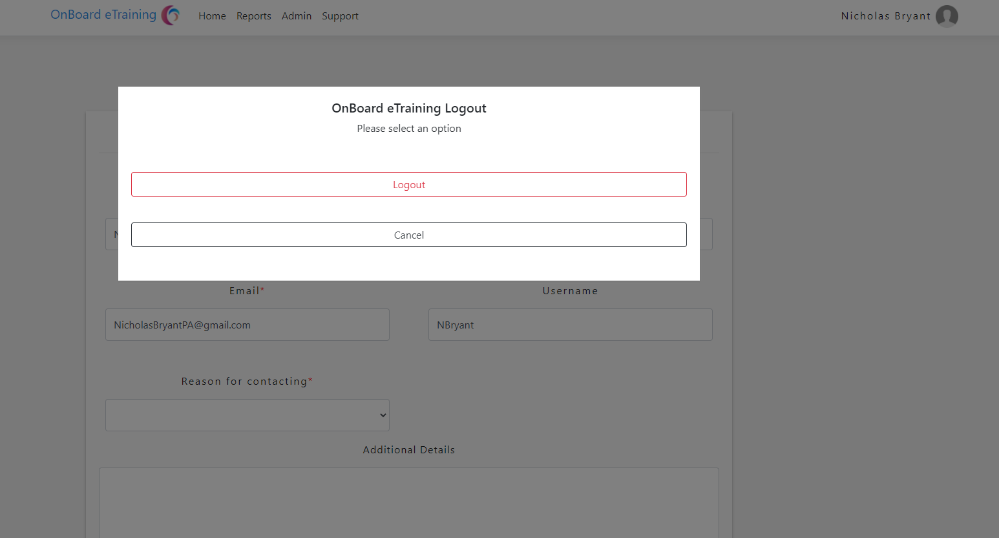 OnBoard eTraining Home Reports Admin Support Nicholas Bryant
OnBoard eTraining Logout
Please select an option
Logout
Cancel
Email* Username
NicholasBryantPA@gmail.com NBryant
Reason for contacting*
Additional Details